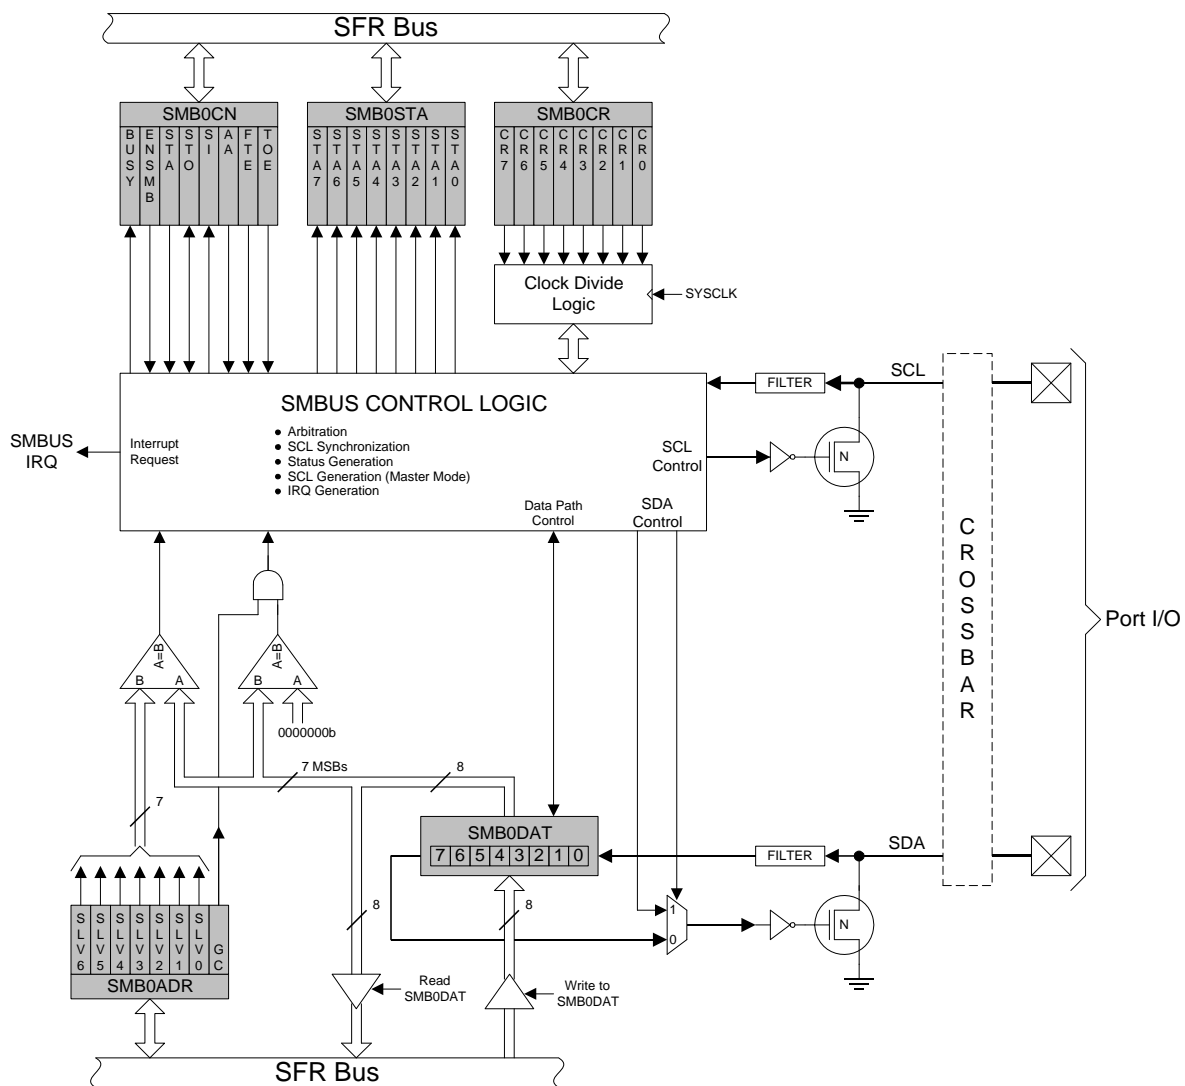 SFR Bus
SMB0CN
SMB0STA
SMB0CR
BUSY
ENSMB
STA
STO
SI
AA
FTE
TOE
STA7
STA6
STA5
STA4
STA3
STA2
STA1
STA0
CR7
CR6
CR5
CR4
CR3
CR2
CR1
CR0
Clock Divide
Logic
SYSCLK
SMBUS CONTROL LOGIC
● Arbitration
● SCL Synchronization
● Status Generation
● SCL Generation (Master Mode)
● IRQ Generation
Interrupt
Request
SMBUS
IRQ
SCL
Control
Data Path
Control
SDA
Control
FILTER
SCL
N
CROSSBAR
Port I/O
A=B
B
A
A=B
B
A
0000000b
7 MSBs
8
7
SMB0DAT
7 6 5 4 3 2 1 0
FILTER
SDA
8
8
1
0
N
SLV6
SLV5
SLV4
SLV3
SLV2
SLV1
SLV0
GC
SMB0ADR
Read
SMB0DAT
Write to
SMB0DAT
SFR Bus